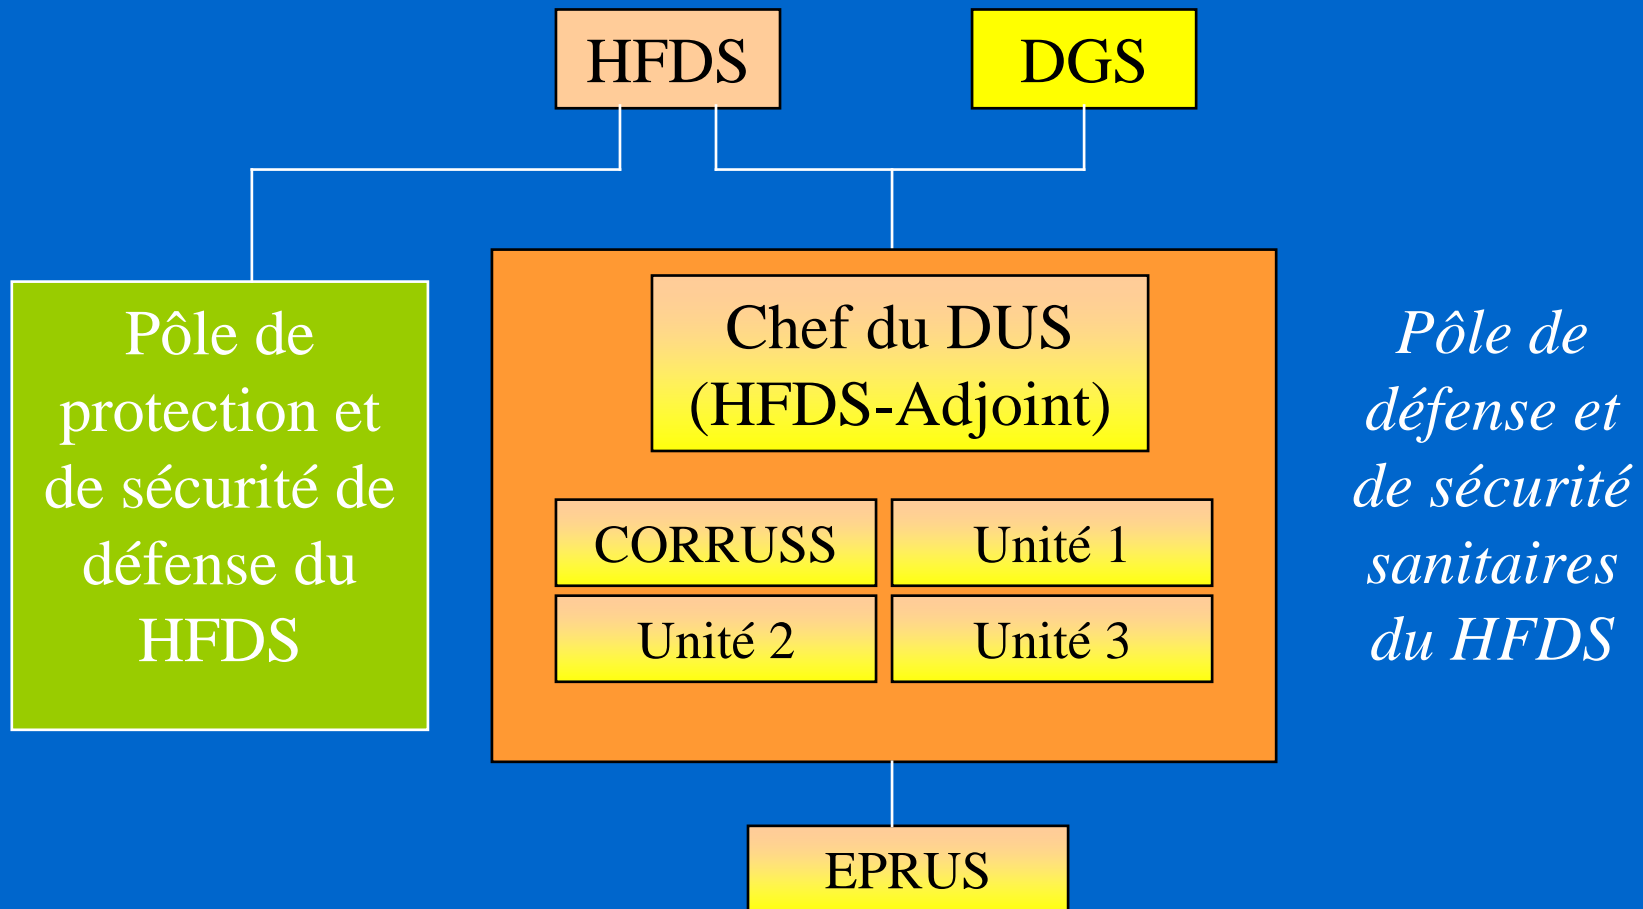 HFDS
DGS
Pôle de
protection et
de sécurité de
défense du
HFDS
Chef du DUS
(HFDS-Adjoint)
CORRUSS
Unité 1
Unité 2
Unité 3
Pôle de
défense et
de sécurité
sanitaires
du HFDS
EPRUS